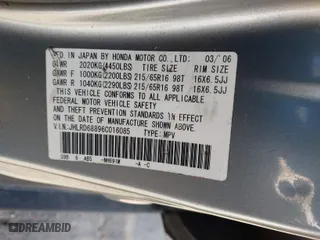 MFD. IN JAPAN BY HONDA MOTOR CO., LTD. 03/06
GVWR 2020KG(4450LBS) TIRE SIZE RIM SIZE
GAWR F 1000KG(2200LBS) 215/65R16 98T 16X6.5JJ
GAWR R 1040KG(2290LBS) 215/65R16 98T 16X6.5JJ
THIS VEHICLE CONFORMS TO ALL APPLICABLE
FEDERAL MOTOR VEHICLE SAFETY AND
THEFT PREVENTION STANDARDS IN EFFECT
ON THE DATE OF MANUFACTURE SHOWN ABOVE.
V.I.N: JHLRD68896C016085 TYPE: MPV
ABS -A -C
DREAMBID